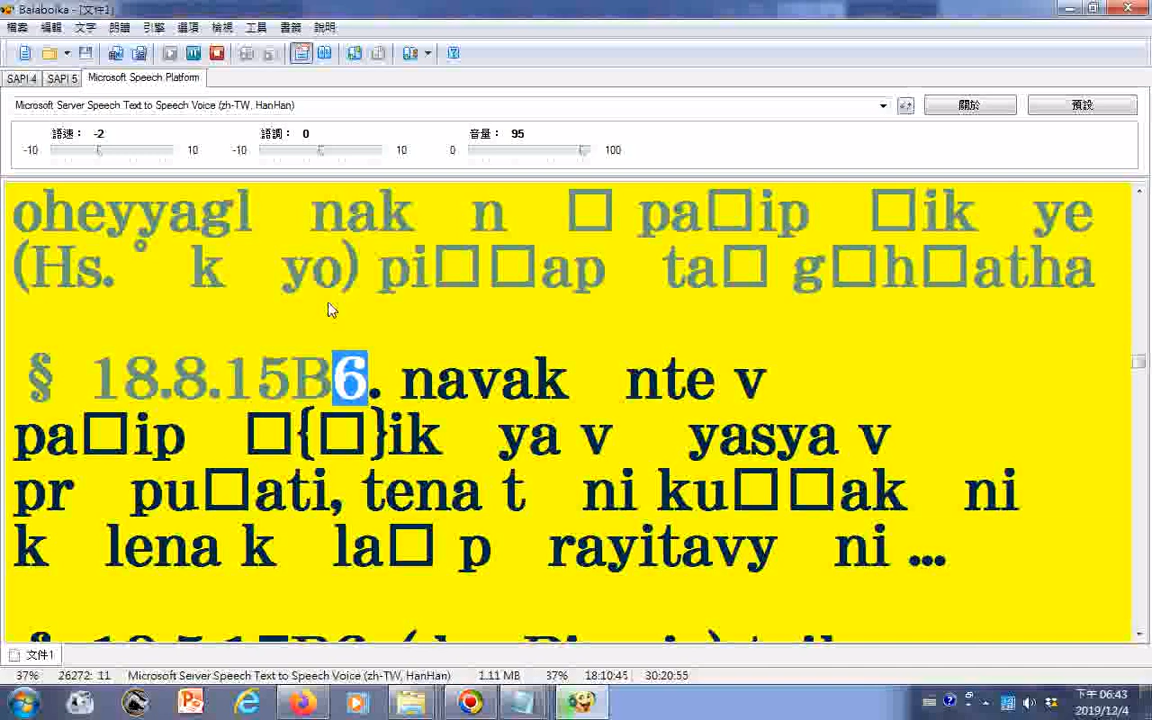 Balabolka - [文件1]
檔案 編輯 文字 朗讀 引擎 選項 檢視 工具 書籤 說明
SAPI 4 SAPI 5 Microsoft Speech Platform
Microsoft Server Speech Text to Speech Voice (zh-TW, HanHan) 關於 預設
語速： -2 語調： 0 音量： 95
-10 10 -10 10 0 100
oheyyagl nak n □ pa□ip □ik ye
(Hs. ° k yo) pi□□ap ta□ g□h□atha
§ 18.8.15B6. navak nte v
pa□ip □{□}ik ya v yasya v
pr pu□ati, tena t ni ku□□ak ni
k lena k la□ p rayitavy ni ...
文件1
37% 26272: 11 Microsoft Server Speech Text to Speech Voice (zh-TW, HanHan) 1.11 MB 37% 18:10:45 30:20:55
下午 06:43
2019/12/4